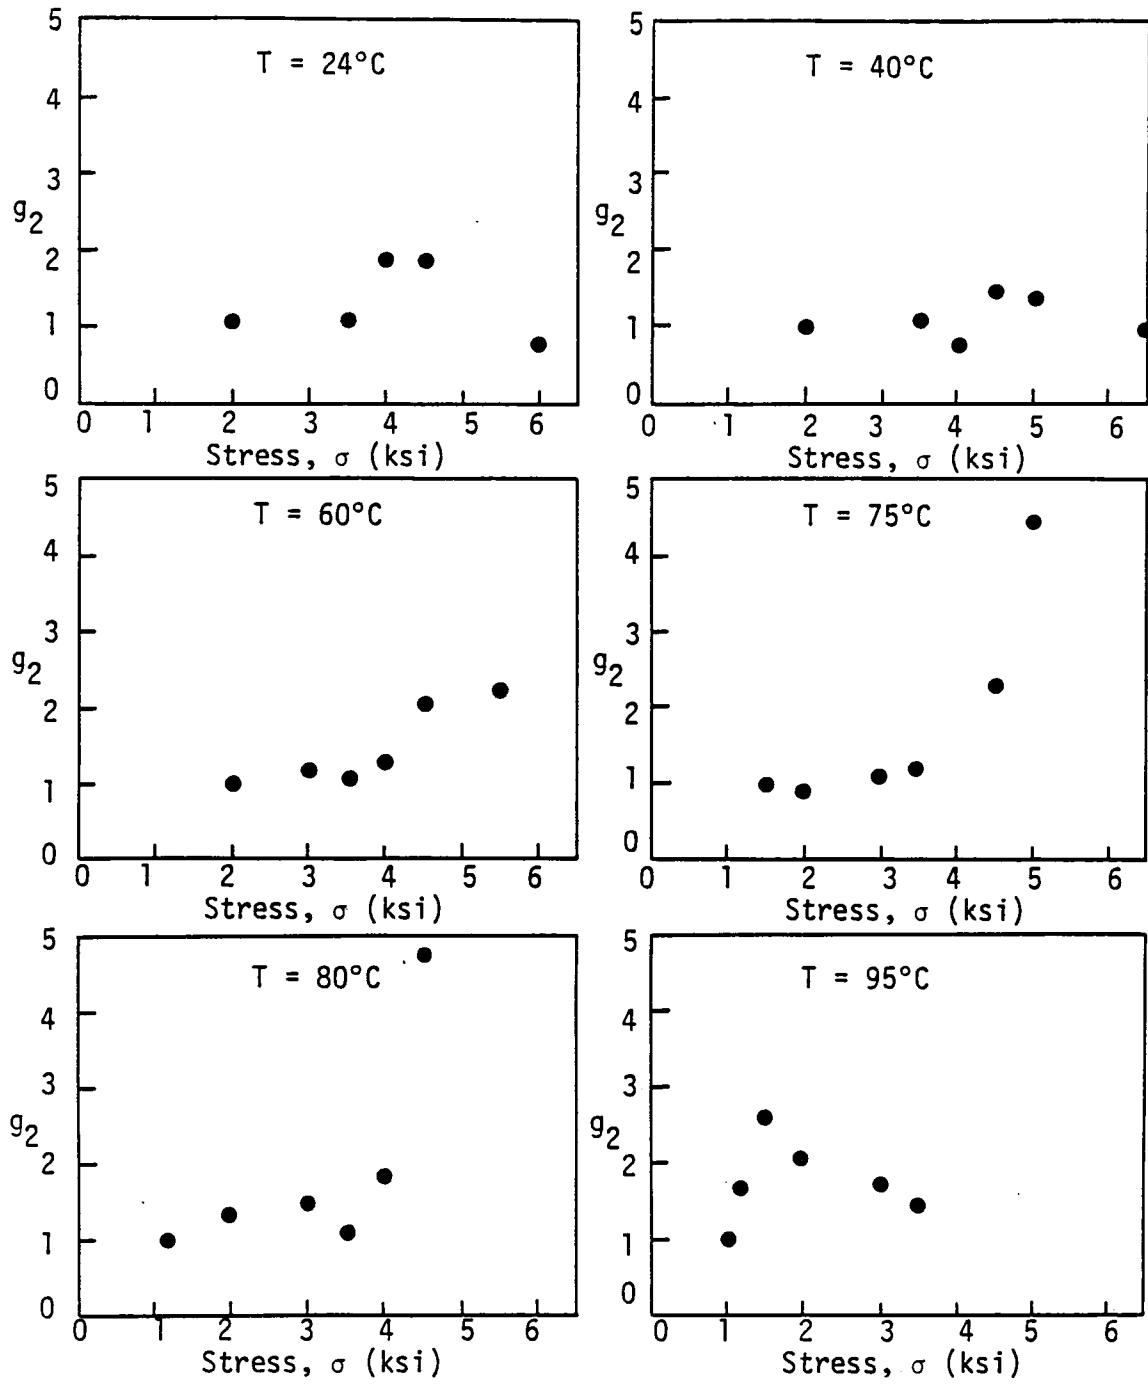 T = 24°C
5
4
3
g2
2
1
0
0 1 2 3 4 5 6
Stress, σ (ksi)
T = 40°C
5
4
3
g2
2
1
0
0 1 2 3 4 5 6
Stress, σ (ksi)
T = 60°C
5
4
3
g2
2
1
0
0 1 2 3 4 5 6
Stress, σ (ksi)
T = 75°C
5
4
3
g2
2
1
0
0 1 2 3 4 5 6
Stress, σ (ksi)
T = 80°C
5
4
3
g2
2
1
0
0 1 2 3 4 5 6
Stress, σ (ksi)
T = 95°C
5
4
3
g2
2
1
0
0 1 2 3 4 5 6
Stress, σ (ksi)